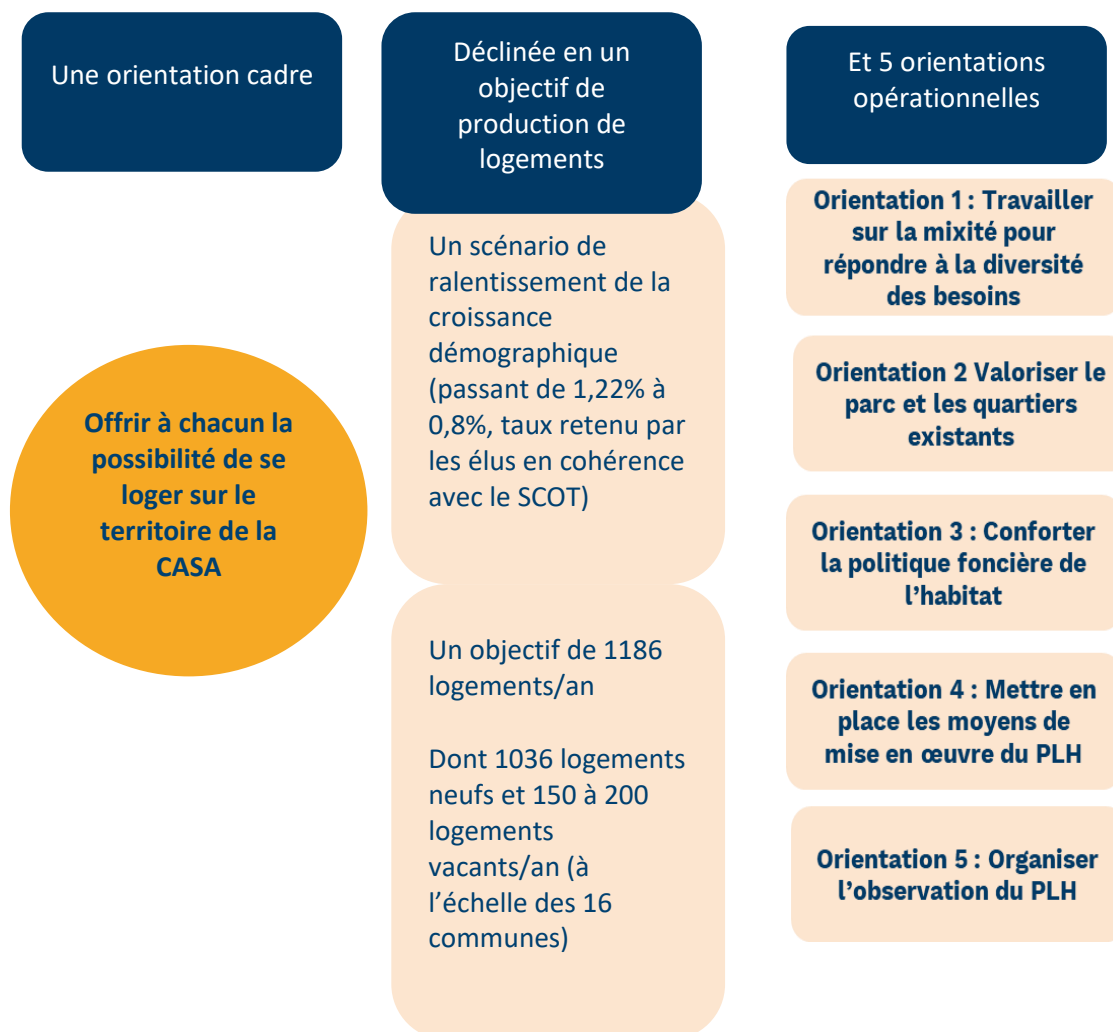 Une orientation cadre
Offrir à chacun la
possibilité de se
loger sur le
territoire de la
CASA
Déclinée en un
objectif de
production de
logements
Un scénario de
ralentissement de la
croissance
démographique
(passant de 1,22% à
0,8%, taux retenu par
les élus en cohérence
avec le SCOT)
Un objectif de 1186
logements/an
Dont 1036 logements
neufs et 150 à 200
logements
vacants/an (à
l’échelle des 16
communes)
Et 5 orientations
opérationnelles
Orientation 1 : Travailler
sur la mixité pour
répondre à la diversité
des besoins
Orientation 2 Valoriser le
parc et les quartiers
existants
Orientation 3 : Conforter
la politique foncière de
l’habitat
Orientation 4 : Mettre en
place les moyens de
mise en œuvre du PLH
Orientation 5 : Organiser
l’observation du PLH